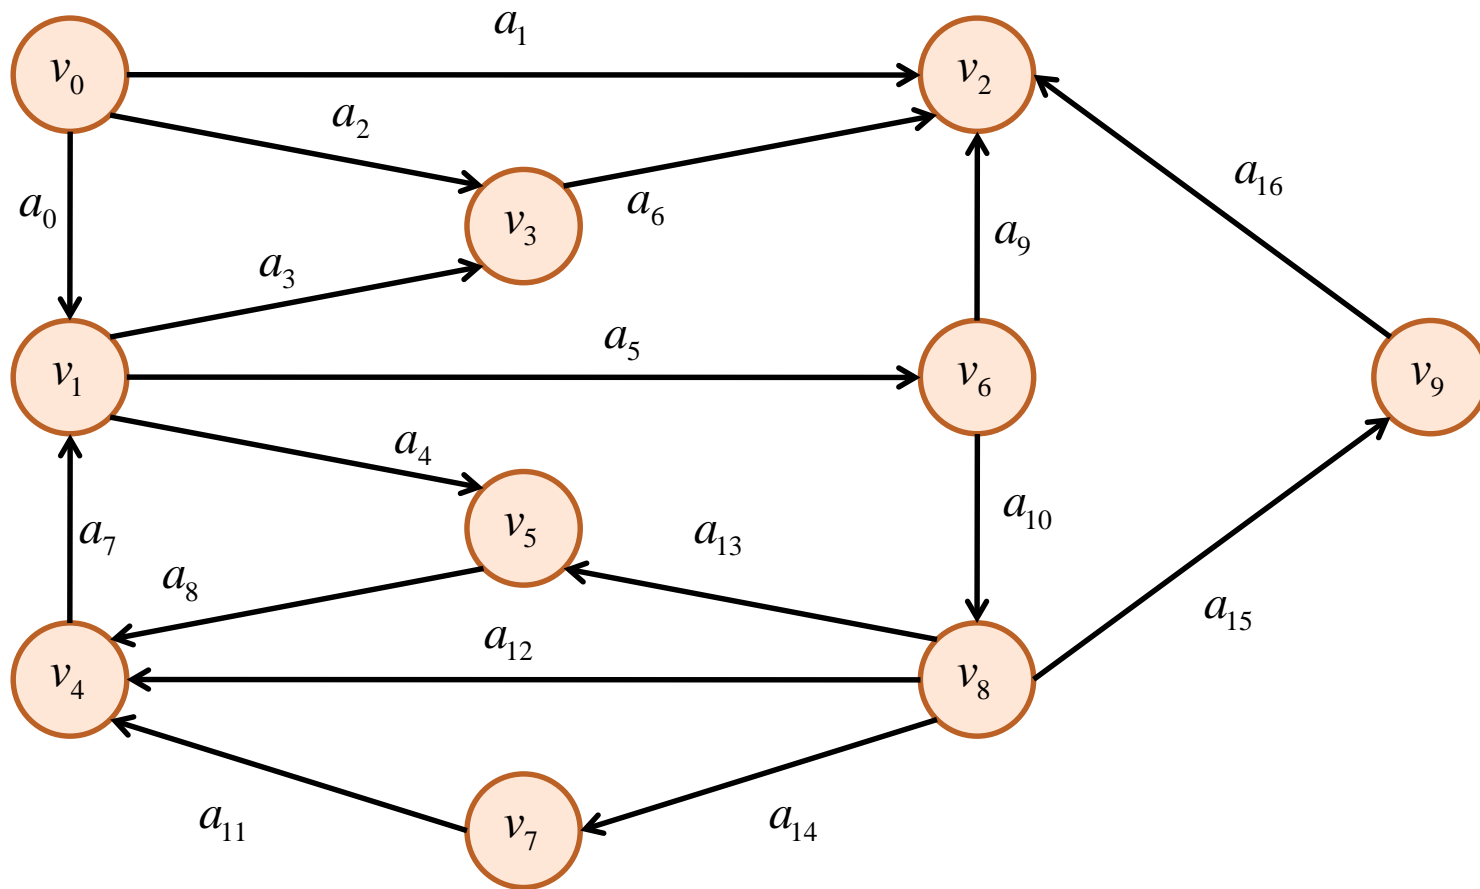 a₁
v₀
v₂
a₂
a₁₆
a₀
a₆
v₃
a₉
a₃
a₅
v₁
v₆
v₉
a₄
a₁₀
v₅
a₁₃
a₇
a₈
a₁₅
a₁₂
v₄
v₈
a₁₁
v₇
a₁₄